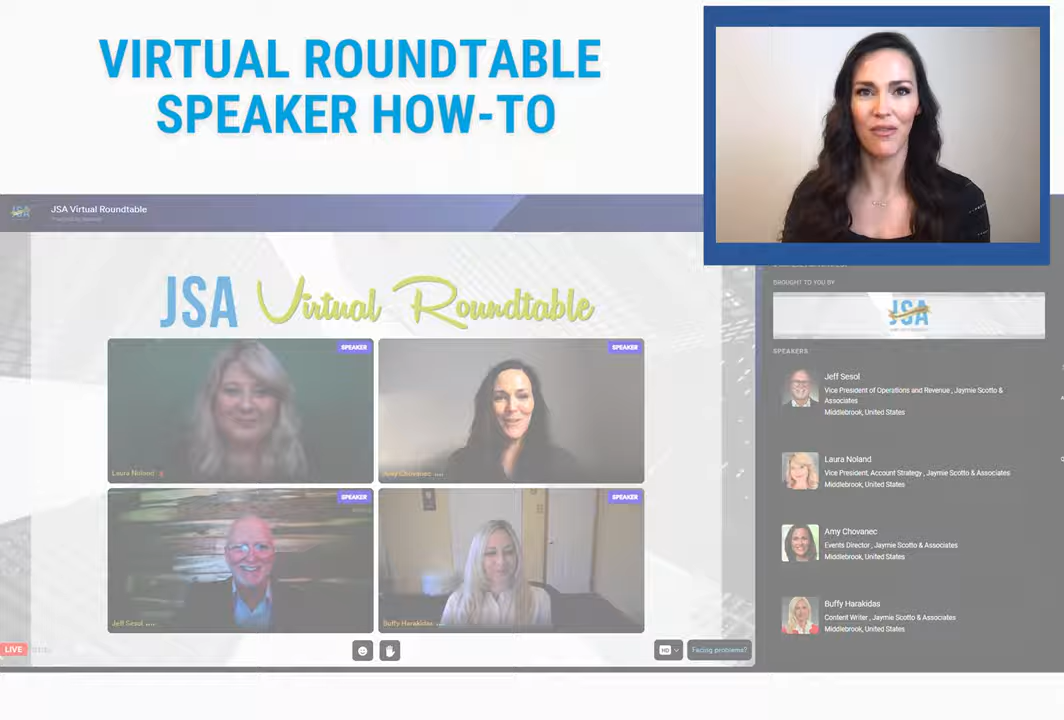 VIRTUAL ROUNDTABLE
SPEAKER HOW-TO
JSA
JSA Virtual Roundtable
JSA Virtual Roundtable
SPEAKER
SPEAKER
Laura Noland
Amy Chovanec
SPEAKER
SPEAKER
Jeff Sesol
Buffy Harakidas
LIVE
HD
Facing problems?
BROUGHT TO YOU BY
JSA
SPEAKERS
Jeff Sesol
Vice President of Operations and Revenue , Jaymie Scotto &
Associates
Middlebrook, United States
Laura Noland
Vice President, Account Strategy , Jaymie Scotto & Associates
Middlebrook, United States
Amy Chovanec
Events Director , Jaymie Scotto & Associates
Middlebrook, United States
Buffy Harakidas
Content Writer , Jaymie Scotto & Associates
Middlebrook, United States